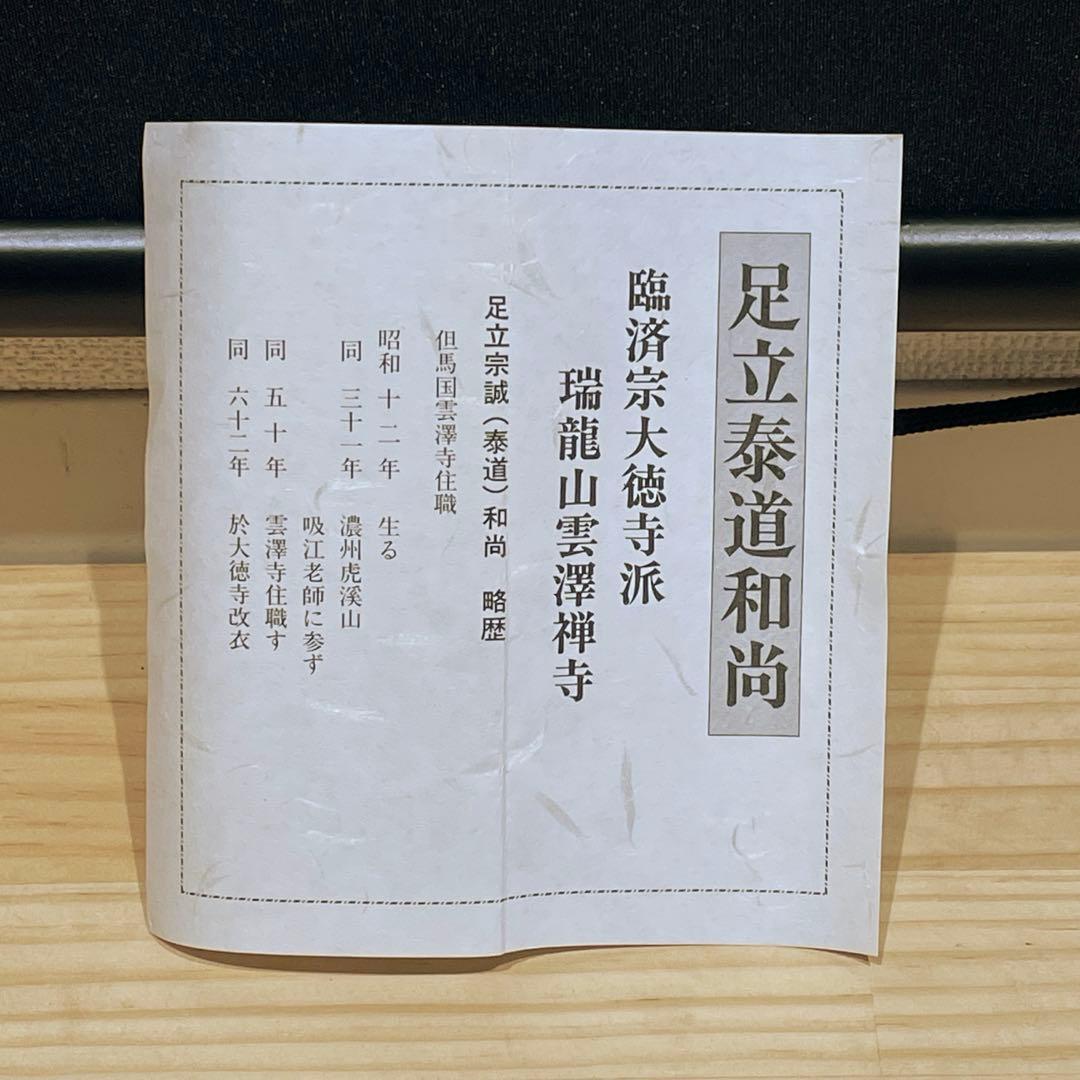 足立泰道和尚
臨済宗大徳寺派
瑞龍山雲澤禅寺
足立宗誠（泰道）和尚　略歴
但馬国雲澤寺住職
昭和　十二年　生る
同　三十一年　濃州虎溪山
吸江老師に参ず
同　五十年　雲澤寺住職す
同　六十二年　於大徳寺改衣